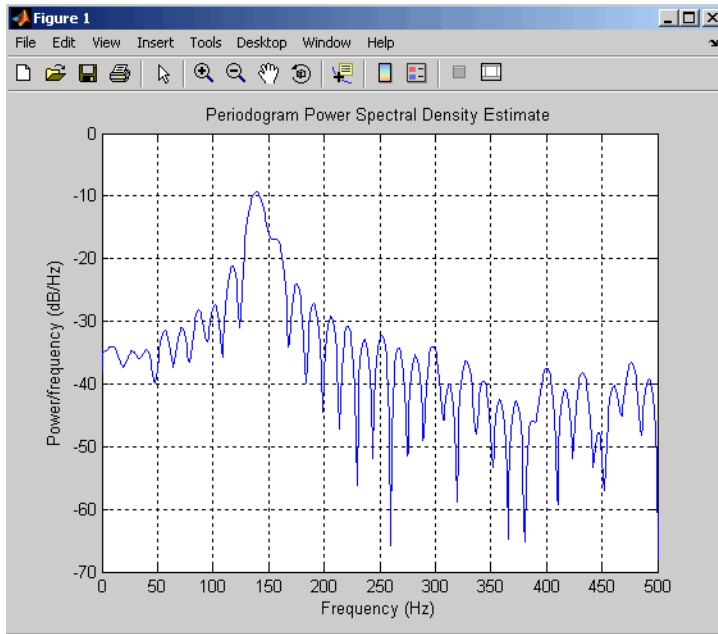 Figure 1
File Edit View Insert Tools Desktop Window Help
Periodogram Power Spectral Density Estimate
Power/frequency (dB/Hz)
0
-10
-20
-30
-40
-50
-60
-70
0 50 100 150 200 250 300 350 400 450 500
Frequency (Hz)